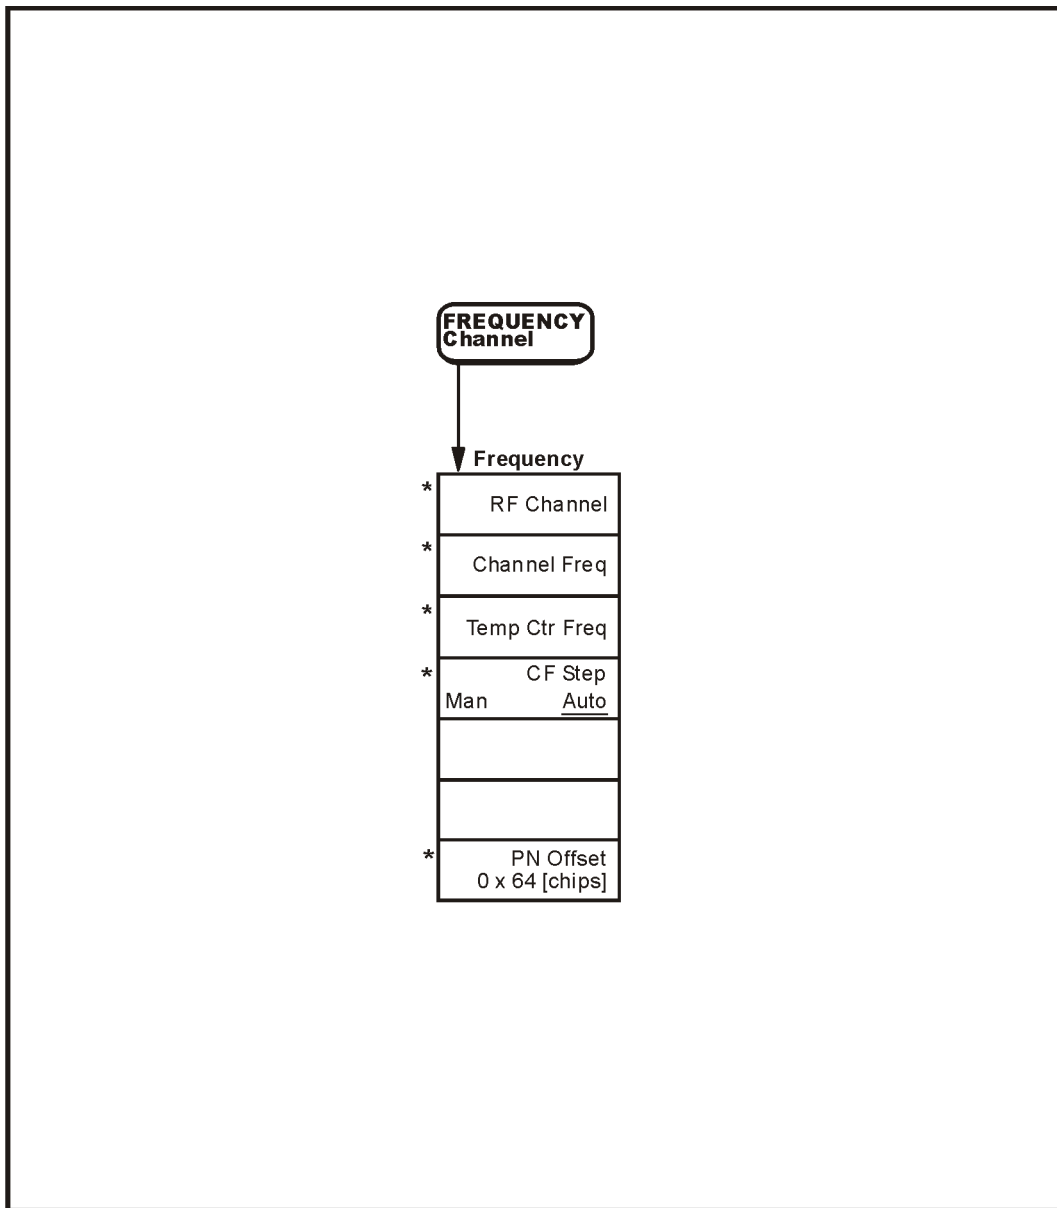 FREQUENCY
Channel
Frequency
* RF Channel
* Channel Freq
* Temp Ctr Freq
* CF Step
Man Auto
* PN Offset
0 x 64 [chips]